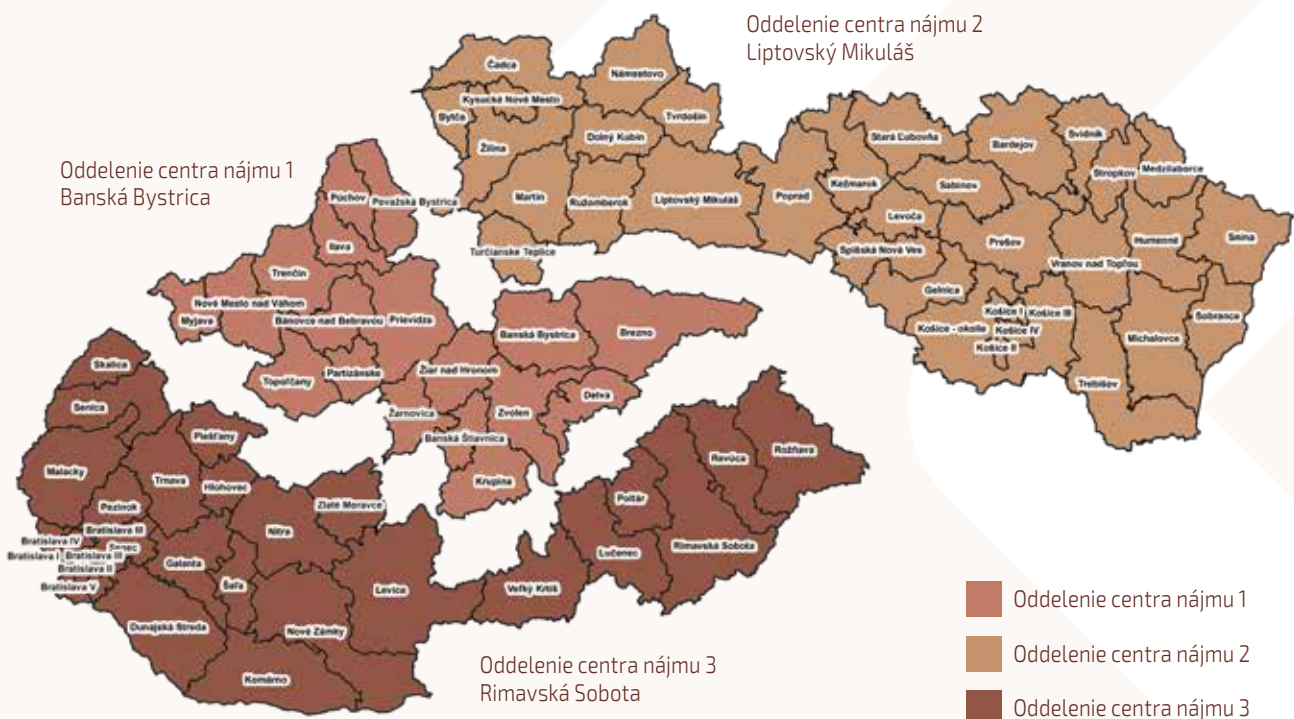 Oddelenie centra nájmu 2
Liptovský Mikuláš
Čadca
Námestovo
Kysucké Nové Mesto
Bytča
Tvrdošín
Dolný Kubín
Žilina
Martin
Ružomberok
Liptovský Mikuláš
Turčianske Teplice
Poprad
Kežmarok
Stará Ľubovňa
Bardejov
Svidník
Stropkov
Medzilaborce
Sabinov
Levoča
Prešov
Humenné
Snina
Spišská Nová Ves
Vranov nad Topľou
Gelnica
Košice I
Košice III
Košice - okolie
Košice IV
Košice II
Michalovce
Sobrance
Trebišov
Oddelenie centra nájmu 1
Banská Bystrica
Púchov
Považská Bystrica
Ilava
Trenčín
Nové Mesto nad Váhom
Myjava
Bánovce nad Bebravou
Prievidza
Banská Bystrica
Brezno
Topoľčany
Partizánske
Žiar nad Hronom
Detva
Žarnovica
Zvolen
Banská Štiavnica
Krupina
Skalica
Senica
Piešťany
Malacky
Trnava
Hlohovec
Pezinok
Zlaté Moravce
Nitra
Bratislava III
Bratislava IV
Senec
Bratislava I
Bratislava III
Bratislava II
Bratislava V
Galanta
Šaľa
Levice
Dunajská Streda
Nové Zámky
Komárno
Veľký Krtíš
Lučenec
Poltár
Rimavská Sobota
Revúca
Rožňava
Oddelenie centra nájmu 3
Rimavská Sobota
Oddelenie centra nájmu 1
Oddelenie centra nájmu 2
Oddelenie centra nájmu 3